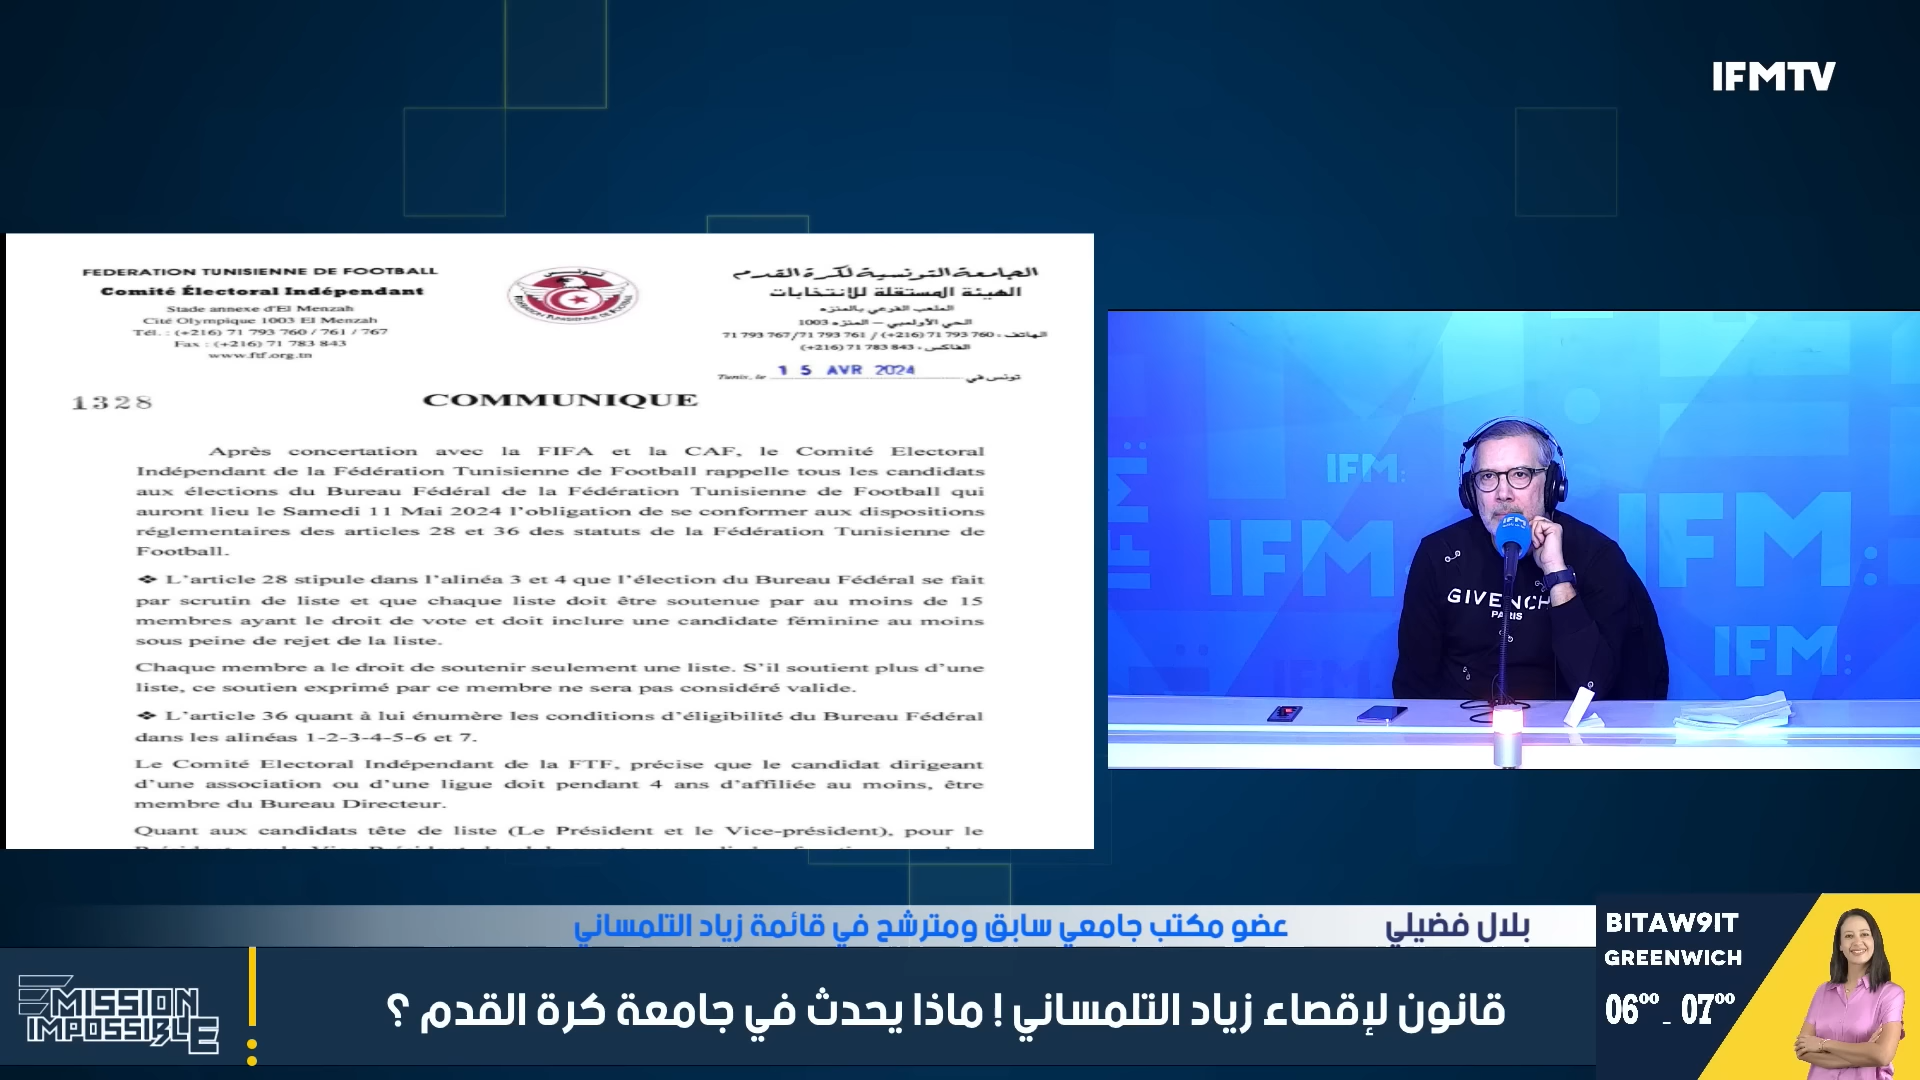 IFMTV
FEDERATION TUNISIENNE DE FOOTBALL
Comité Électoral Indépendant
Stade annexe d'El Menzah
Cité Olympique 1003 El Menzah
Tél. : (+216) 71 793 760 / 761 / 767
Fax : (+216) 71 783 843
www.ftf.org.tn
الجامعة التونسية لكرة القدم
الهيئة المستقلة للانتخابات
الملعب الفرعي بالمنزه
الحي الأولمبي – المنزه 1003
الهاتف : 760 793 71 (216+) / 761 793 71/ 767 793 71
الفاكس : 843 783 71 (216+)
Tunis, le 15 AVR 2024 تونس في
1328
COMMUNIQUE
Après concertation avec la FIFA et la CAF, le Comité Electoral
Indépendant de la Fédération Tunisienne de Football rappelle tous les candidats
aux élections du Bureau Fédéral de la Fédération Tunisienne de Football qui
auront lieu le Samedi 11 Mai 2024 l'obligation de se conformer aux dispositions
réglementaires des articles 28 et 36 des statuts de la Fédération Tunisienne de
Football.
❖ L'article 28 stipule dans l'alinéa 3 et 4 que l'élection du Bureau Fédéral se fait
par scrutin de liste et que chaque liste doit être soutenue par au moins de 15
membres ayant le droit de vote et doit inclure une candidate féminine au moins
sous peine de rejet de la liste.
Chaque membre a le droit de soutenir seulement une liste. S'il soutient plus d'une
liste, ce soutien exprimé par ce membre ne sera pas considéré valide.
❖ L'article 36 quant à lui énumère les conditions d'éligibilité du Bureau Fédéral
dans les alinéas 1-2-3-4-5-6 et 7.
Le Comité Electoral Indépendant de la FTF, précise que le candidat dirigeant
d'une association ou d'une ligue doit pendant 4 ans d'affiliée au moins, être
membre du Bureau Directeur.
Quant aux candidats tête de liste (Le Président et le Vice-président), pour le
IFM:
IFM
IFM:
IFM:
IFM
GIVENCH
PARIS
بلال فضيلي
عضو مكتب جامعي سابق ومترشح في قائمة زياد التلمساني
قانون لإقصاء زياد التلمساني ! ماذا يحدث في جامعة كرة القدم ؟
MISSION
IMPOSSIBLE
BITAW9IT
GREENWICH
06⁰⁰ - 07⁰⁰